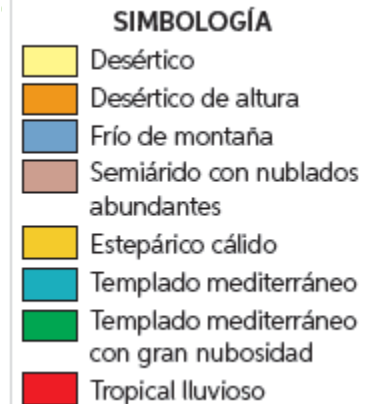 SIMBOLOGÍA
Desértico
Desértico de altura
Frío de montaña
Semiárido con nublados
abundantes
Estepárico cálido
Templado mediterráneo
Templado mediterráneo
con gran nubosidad
Tropical lluvioso